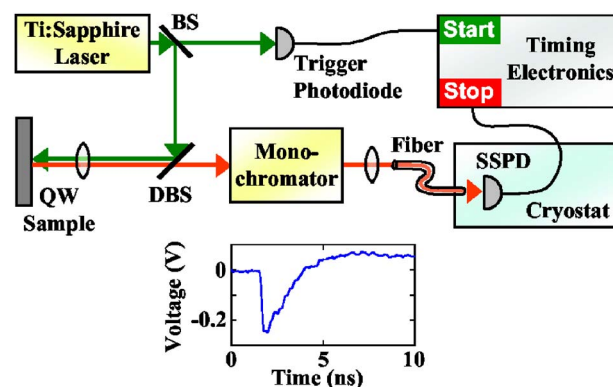 Ti:Sapphire
Laser
BS
Trigger
Photodiode
Start
Stop
Timing
Electronics
QW
Sample
DBS
Mono-
chromator
Fiber
SSPD
Cryostat
Voltage (V)
0
-0.2
0
5
10
Time (ns)